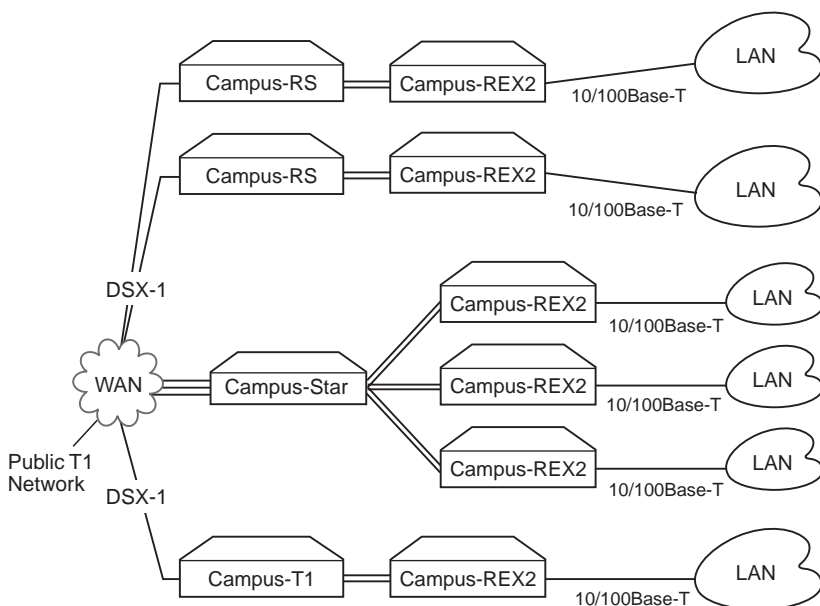 Campus-RS
Campus-REX2
10/100Base-T
LAN
Campus-RS
Campus-REX2
10/100Base-T
LAN
DSX-1
Campus-REX2
10/100Base-T
LAN
WAN
Campus-Star
Campus-REX2
10/100Base-T
LAN
Public T1
Network
Campus-REX2
10/100Base-T
LAN
DSX-1
Campus-T1
Campus-REX2
10/100Base-T
LAN